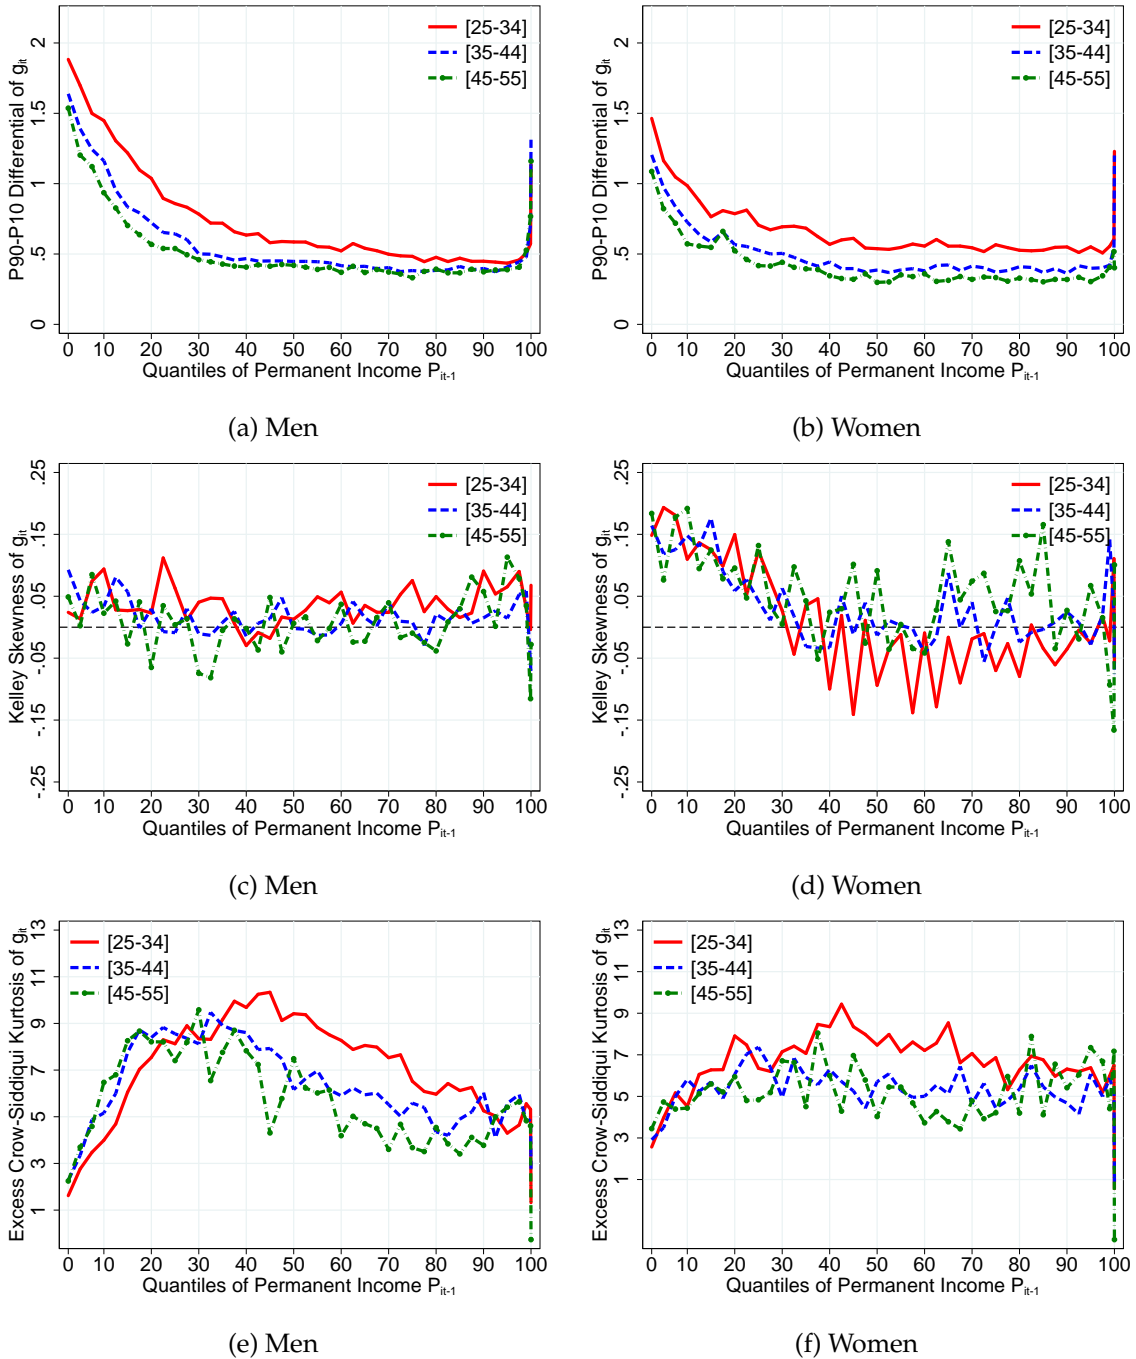 P90-P10 Differential of g_it
2
1.5
1
.5
0
[25-34]
[35-44]
[45-55]
0 10 20 30 40 50 60 70 80 90 100
Quantiles of Permanent Income P_it-1
(a) Men
P90-P10 Differential of g_it
2
1.5
1
.5
0
[25-34]
[35-44]
[45-55]
0 10 20 30 40 50 60 70 80 90 100
Quantiles of Permanent Income P_it-1
(b) Women
Kelley Skewness of g_it
.25
.15
.05
-.05
-.15
-.25
[25-34]
[35-44]
[45-55]
0 10 20 30 40 50 60 70 80 90 100
Quantiles of Permanent Income P_it-1
(c) Men
Kelley Skewness of g_it
.25
.15
.05
-.05
-.15
-.25
[25-34]
[35-44]
[45-55]
0 10 20 30 40 50 60 70 80 90 100
Quantiles of Permanent Income P_it-1
(d) Women
Excess Crow-Siddiqui Kurtosis of g_it
13
11
9
7
5
3
1
[25-34]
[35-44]
[45-55]
0 10 20 30 40 50 60 70 80 90 100
Quantiles of Permanent Income P_it-1
(e) Men
Excess Crow-Siddiqui Kurtosis of g_it
13
11
9
7
5
3
1
[25-34]
[35-44]
[45-55]
0 10 20 30 40 50 60 70 80 90 100
Quantiles of Permanent Income P_it-1
(f) Women